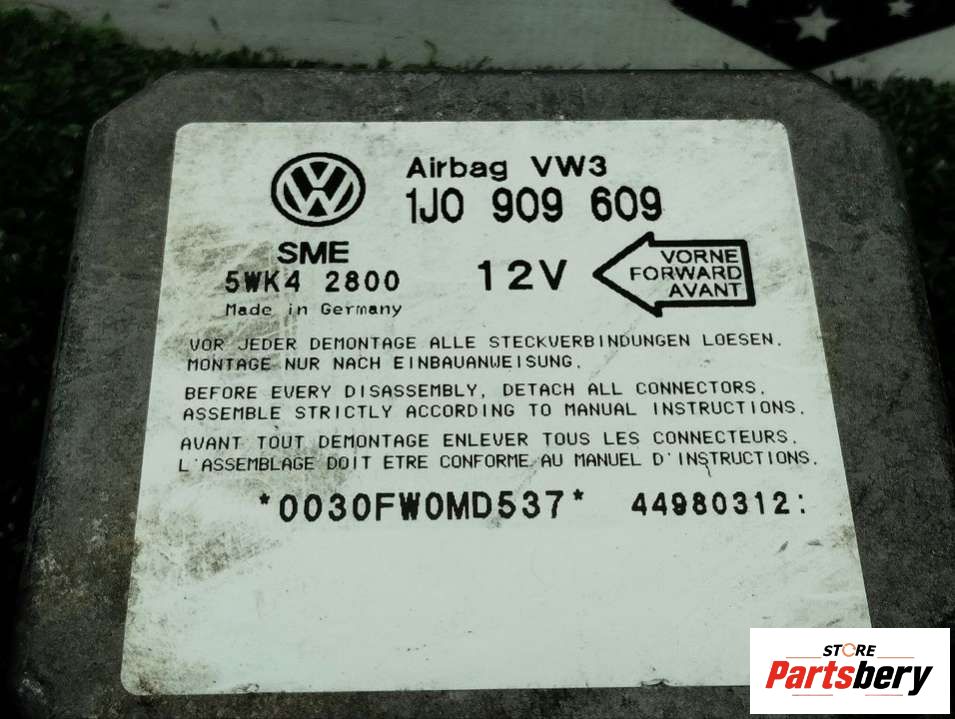 Airbag VW3
1J0 909 609
SME
5WK4 2800
Made in Germany
12V
VORNE
FORWARD
AVANT
VOR JEDER DEMONTAGE ALLE STECKVERBINDUNGEN LOESEN.
MONTAGE NUR NACH EINBAUANWEISUNG.
BEFORE EVERY DISASSEMBLY, DETACH ALL CONNECTORS.
ASSEMBLE STRICTLY ACCORDING TO MANUAL INSTRUCTIONS.
AVANT TOUT DEMONTAGE ENLEVER TOUS LES CONNECTEURS.
L'ASSEMBLAGE DOIT ETRE CONFORME AU MANUEL D'INSTRUCTIONS.
*0030FW0MD537* 44980312:
STORE
Partsbery